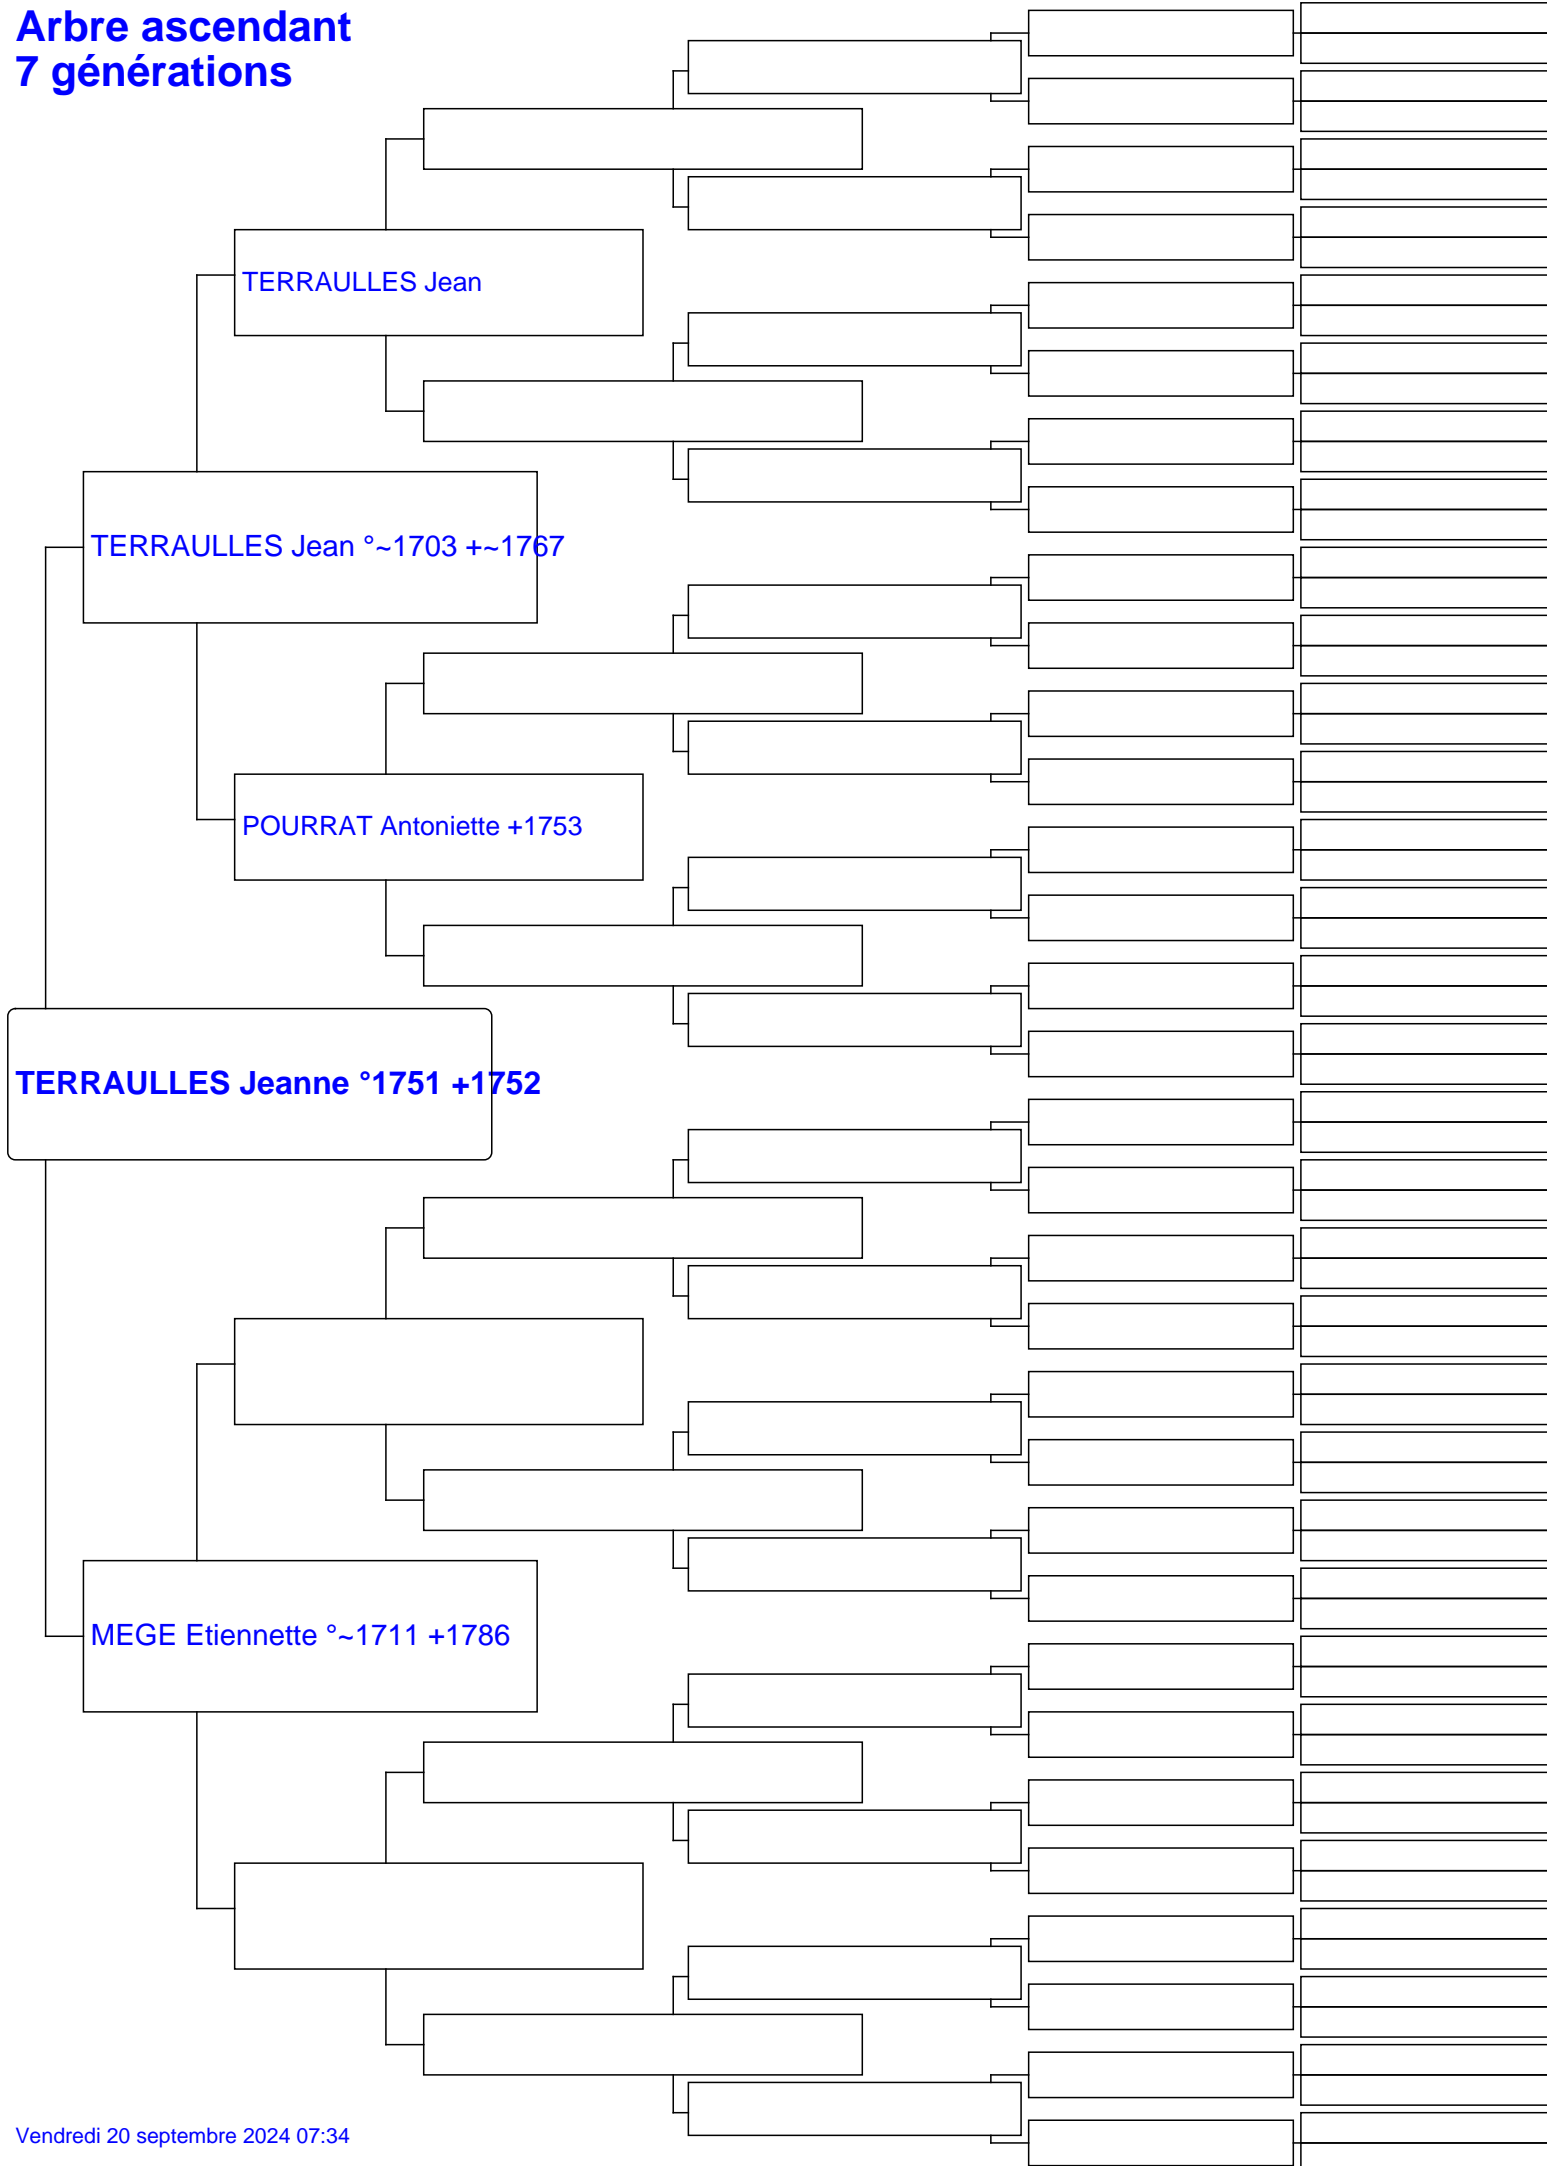 Arbre ascendant
7 générations
TERRAULLES Jean
TERRAULLES Jean °~1703 +~1767
POURRAT Antoniette +1753
TERRAULLES Jeanne °1751 +1752
MEGE Etiennette °~1711 +1786
Vendredi 20 septembre 2024 07:34